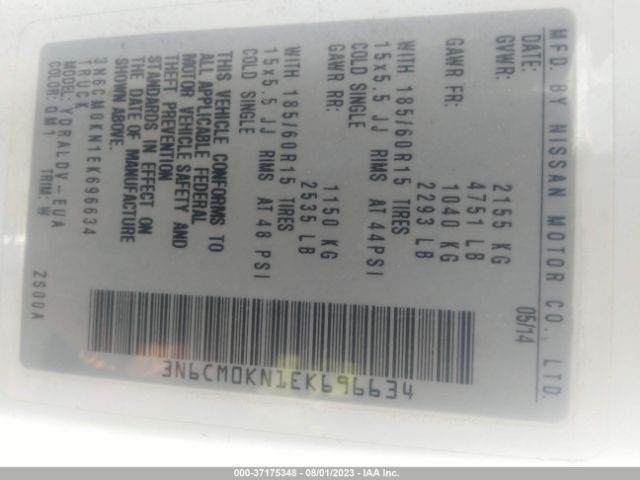 MFD. BY NISSAN MOTOR CO., LTD.
DATE: 05/14
GVWR: 2155 KG
4751 LB
GAWR FR: 1040 KG
2293 LB
WITH 185/60R15 TIRES
15x5.5 JJ RIMS AT 44PSI
COLD SINGLE
GAWR RR: 1150 KG
2535 LB
WITH 185/60R15 TIRES
15x5.5 JJ RIMS AT 48 PSI
COLD SINGLE
THIS VEHICLE CONFORMS TO
ALL APPLICABLE FEDERAL
MOTOR VEHICLE SAFETY AND
THEFT PREVENTION
STANDARDS IN EFFECT ON
THE DATE OF MANUFACTURE
SHOWN ABOVE.
3N6CM0KN1EK696634
TRUCK
MODEL: YDRALDV-EUA
COLOR: QM1 TRIM: W
ZS00A
3N6CM0KN1EK696634
000-37175348 - 08/01/2023 - IAA Inc.